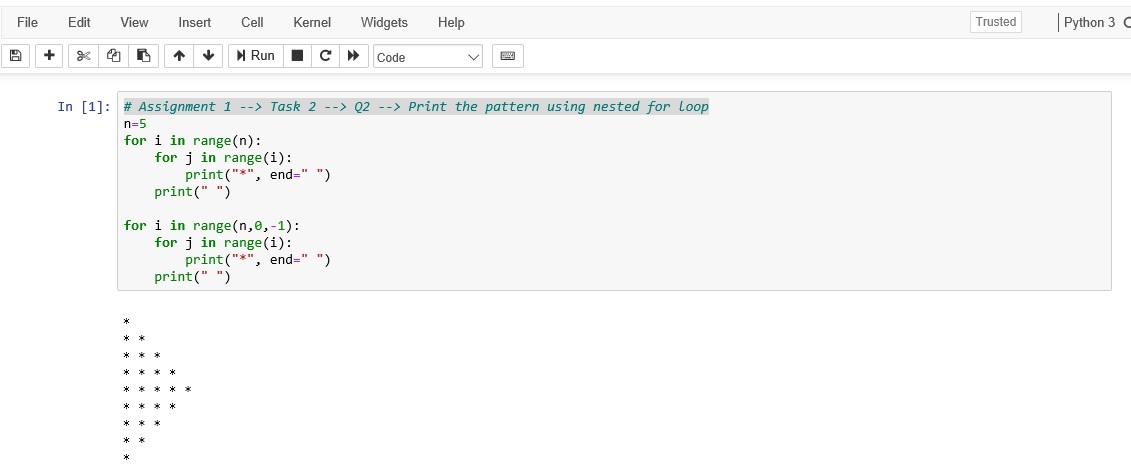 File Edit View Insert Cell Kernel Widgets Help Trusted Python 3
Run Code
In [1]: # Assignment 1 --> Task 2 --> Q2 --> Print the pattern using nested for loop
n=5
for i in range(n):
    for j in range(i):
        print("*", end=" ")
    print(" ")

for i in range(n,0,-1):
    for j in range(i):
        print("*", end=" ")
    print(" ")

*
* *
* * *
* * * *
* * * * *
* * * *
* * *
* *
*